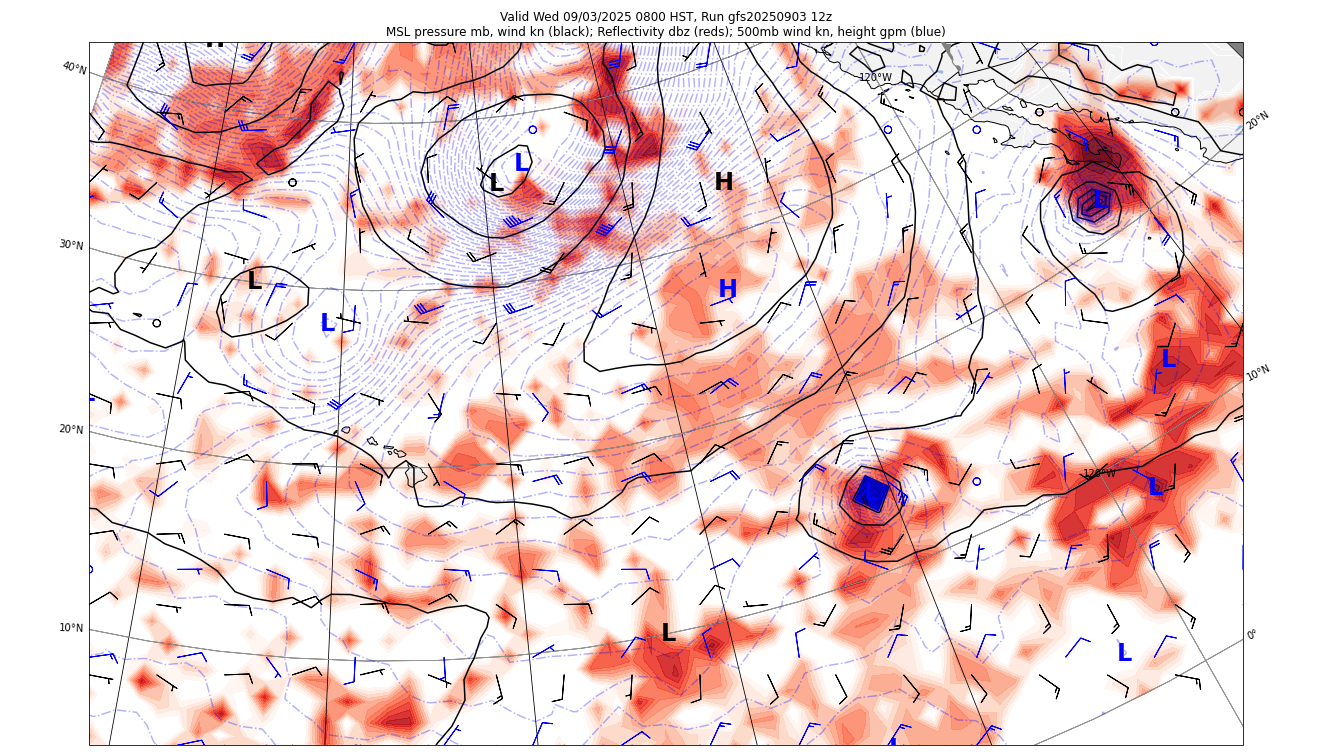 Valid Wed 09/03/2025 0800 HST, Run gfs20250903 12z
MSL pressure mb, wind kn (black); Reflectivity dbz (reds); 500mb wind kn, height gpm (blue)
H
40°N
120°W
20°N
L
L
H
L
30°N
L
H
L
L
10°N
20°N
120°W
L
10°N
L
0°
L
L